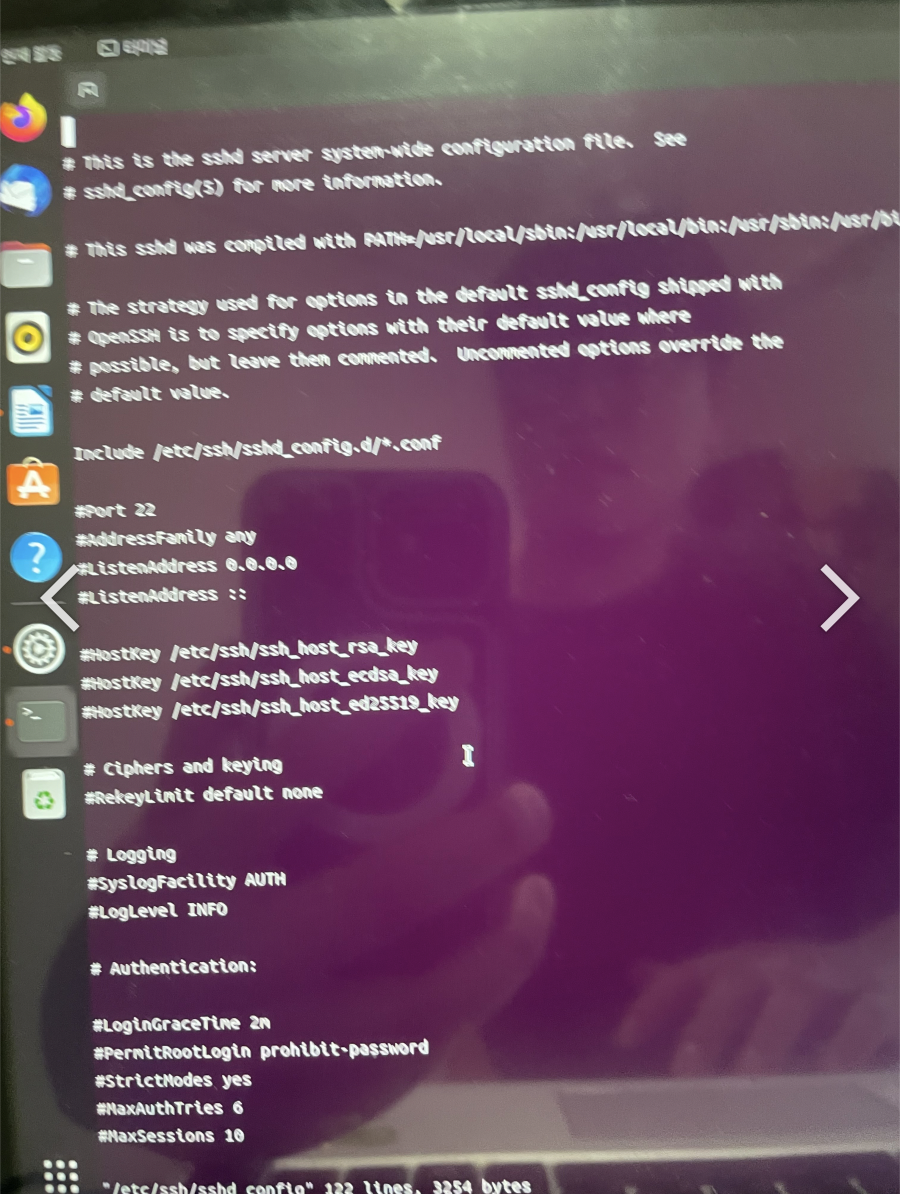 현재 활동
터미널
# This is the sshd server system-wide configuration file.  See
# sshd_config(5) for more information.
# This sshd was compiled with PATH=/usr/local/sbin:/usr/local/bin:/usr/sbin:/usr/bi
# The strategy used for options in the default sshd_config shipped with
# OpenSSH is to specify options with their default value where
# possible, but leave them commented.  Uncommented options override the
# default value.
Include /etc/ssh/sshd_config.d/*.conf
#Port 22
#AddressFamily any
#ListenAddress 0.0.0.0
#ListenAddress ::
#HostKey /etc/ssh/ssh_host_rsa_key
#HostKey /etc/ssh/ssh_host_ecdsa_key
#HostKey /etc/ssh/ssh_host_ed25519_key
# Ciphers and keying
#RekeyLimit default none
# Logging
#SyslogFacility AUTH
#LogLevel INFO
# Authentication:
#LoginGraceTime 2m
#PermitRootLogin prohibit-password
#StrictModes yes
#MaxAuthTries 6
#MaxSessions 10
"/etc/ssh/sshd_config" 122 lines, 3254 bytes